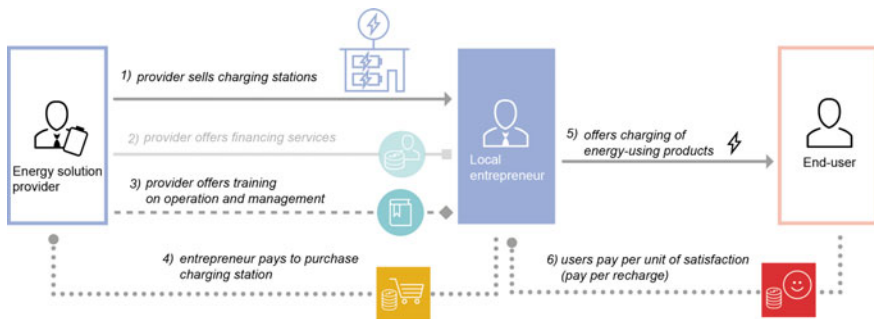 1) provider sells charging stations
2) provider offers financing services
3) provider offers training
on operation and management
Energy solution
provider
4) entrepreneur pays to purchase
charging station
Local
entrepreneur
5) offers charging of
energy-using products
End-user
6) users pay per unit of satisfaction
(pay per recharge)